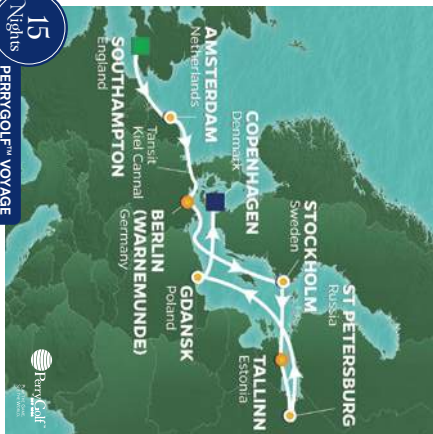 15
Nights
PERRYGOLF™ VOYAGE
ST PETERSBURG
Russia
STOCKHOLM
Sweden
TALLINN
Estonia
COPENHAGEN
Denmark
GDANSK
Poland
AMSTERDAM
Netherlands
Transit
Kiel Cannal
BERLIN
(WARNEMUNDE)
Germany
SOUTHAMPTON
England
PerryGolf